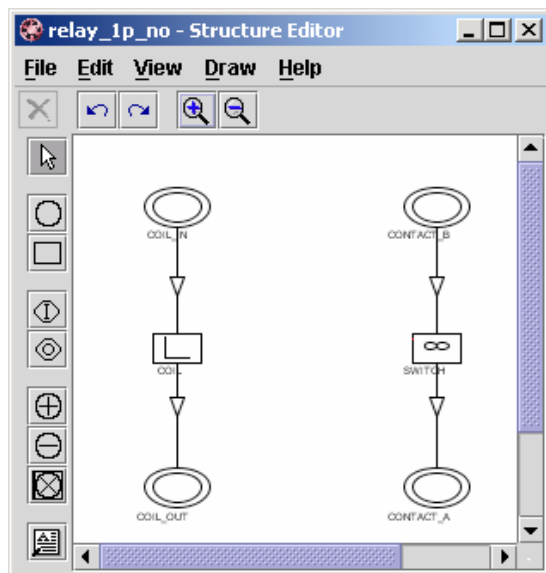 relay_1p_no - Structure Editor
File Edit View Draw Help
COIL_IN
CONTACT_B
COIL
SWITCH
COIL_OUT
CONTACT_A